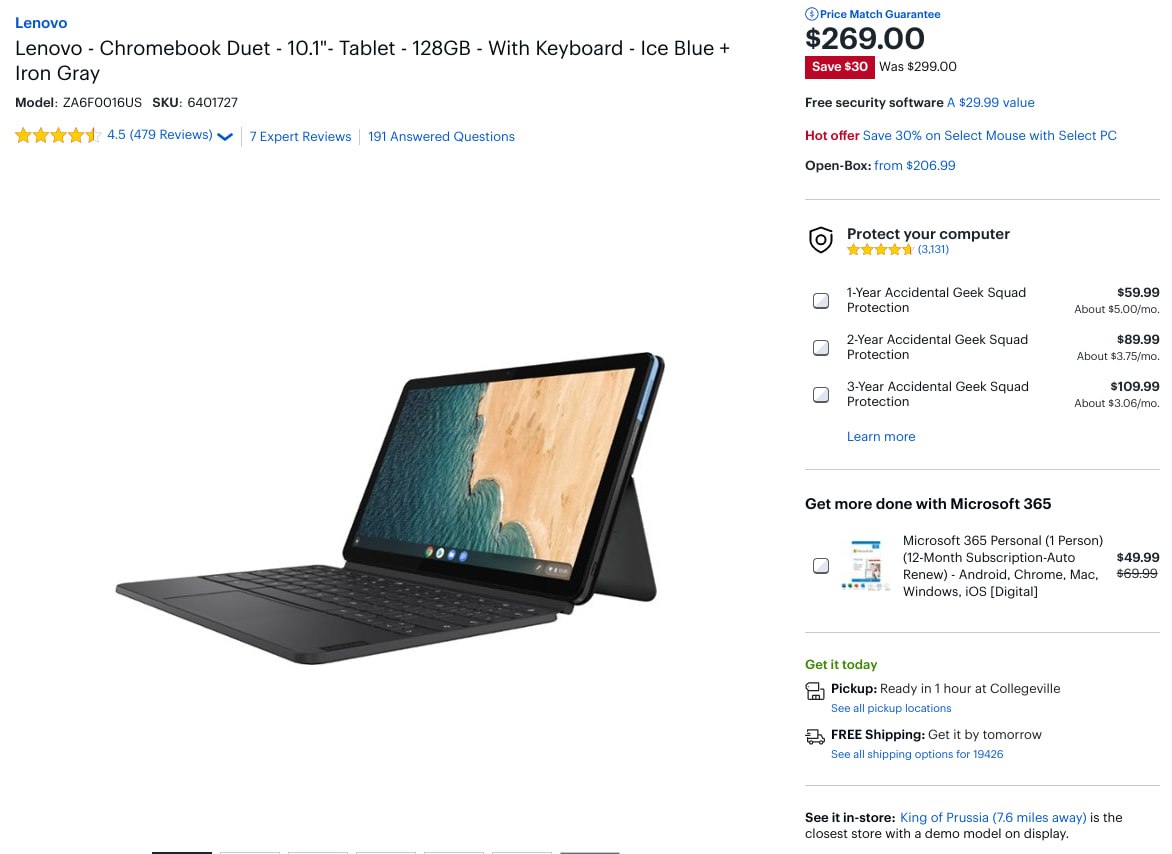 Lenovo
Lenovo - Chromebook Duet - 10.1"- Tablet - 128GB - With Keyboard - Ice Blue +
Iron Gray
Model: ZA6F0016US SKU: 6401727
4.5 (479 Reviews) 7 Expert Reviews 191 Answered Questions
Price Match Guarantee
$269.00
Save $30 Was $299.00
Free security software A $29.99 value
Hot offer Save 30% on Select Mouse with Select PC
Open-Box: from $206.99
Protect your computer
(3,131)
1-Year Accidental Geek Squad
Protection
$59.99
About $5.00/mo.
2-Year Accidental Geek Squad
Protection
$89.99
About $3.75/mo.
3-Year Accidental Geek Squad
Protection
$109.99
About $3.06/mo.
Learn more
Get more done with Microsoft 365
Microsoft 365 Personal (1 Person)
(12-Month Subscription-Auto
Renew) - Android, Chrome, Mac,
Windows, iOS [Digital]
$49.99
$69.99
Get it today
Pickup: Ready in 1 hour at Collegeville
See all pickup locations
FREE Shipping: Get it by tomorrow
See all shipping options for 19426
See it in-store: King of Prussia (7.6 miles away) is the
closest store with a demo model on display.